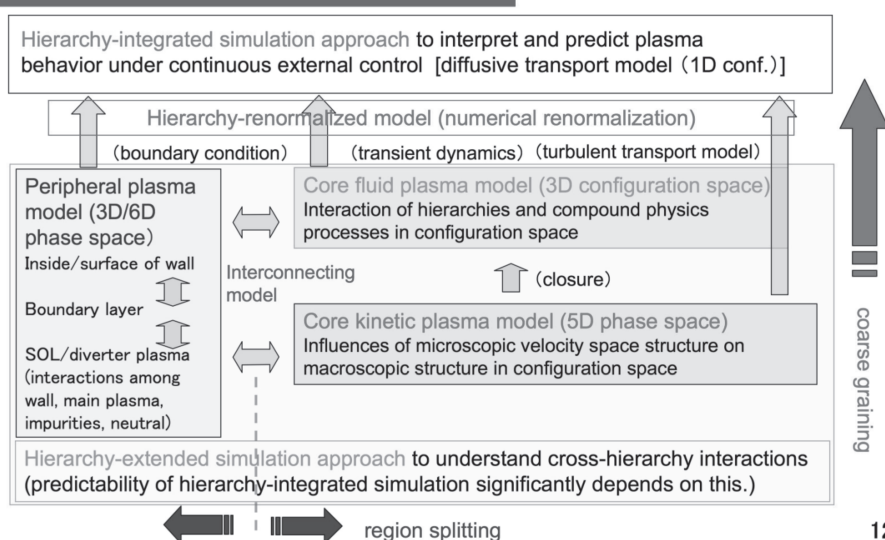 Hierarchy-integrated simulation approach to interpret and predict plasma
behavior under continuous external control [diffusive transport model (1D conf.)]
Hierarchy-renormalized model (numerical renormalization)
(boundary condition)
(transient dynamics) (turbulent transport model)
Peripheral plasma
model (3D/6D
phase space)
Inside/surface of wall
Boundary layer
SOL/diverter plasma
(interactions among
wall, main plasma,
impurities, neutral)
Interconnecting
model
Core fluid plasma model (3D configuration space)
Interaction of hierarchies and compound physics
processes in configuration space
(closure)
Core kinetic plasma model (5D phase space)
Influences of microscopic velocity space structure on
macroscopic structure in configuration space
coarse graining
Hierarchy-extended simulation approach to understand cross-hierarchy interactions
(predictability of hierarchy-integrated simulation significantly depends on this.)
region splitting
12